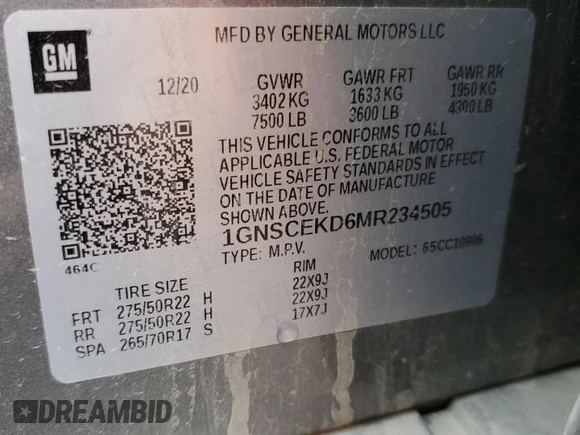 GM
MFD BY GENERAL MOTORS LLC
12/20 GVWR GAWR FRT GAWR RR
3402 KG 1633 KG 1950 KG
7500 LB 3600 LB 4300 LB
THIS VEHICLE CONFORMS TO ALL
APPLICABLE U.S. FEDERAL MOTOR
VEHICLE SAFETY STANDARDS IN EFFECT
ON THE DATE OF MANUFACTURE
SHOWN ABOVE.
1GNSCEKD6MR234505
464C TYPE: M.P.V. MODEL: 65CC10906
TIRE SIZE RIM
FRT 275/50R22 H 22X9J
RR 275/50R22 H 22X9J
SPA 265/70R17 S 17X7J
DREAMBID